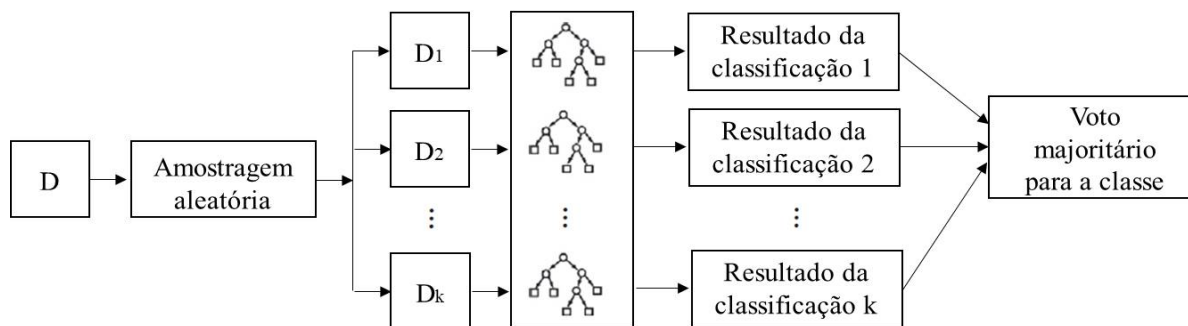 D
Amostragem
aleatória
D1
D2
⋮
Dk
⋮
Resultado da
classificação 1
Resultado da
classificação 2
⋮
Resultado da
classificação k
Voto
majoritário
para a classe